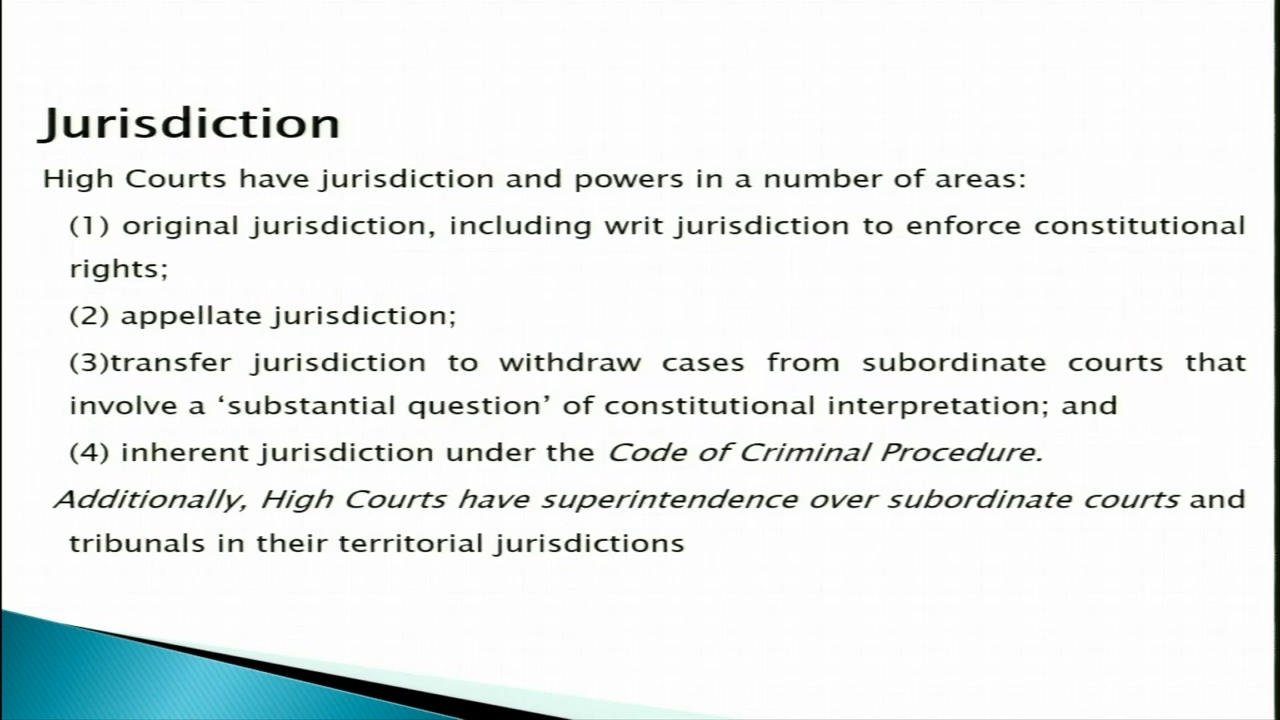 Jurisdiction
High Courts have jurisdiction and powers in a number of areas:
(1) original jurisdiction, including writ jurisdiction to enforce constitutional
rights;
(2) appellate jurisdiction;
(3)transfer jurisdiction to withdraw cases from subordinate courts that
involve a ‘substantial question’ of constitutional interpretation; and
(4) inherent jurisdiction under the Code of Criminal Procedure.
Additionally, High Courts have superintendence over subordinate courts and
tribunals in their territorial jurisdictions